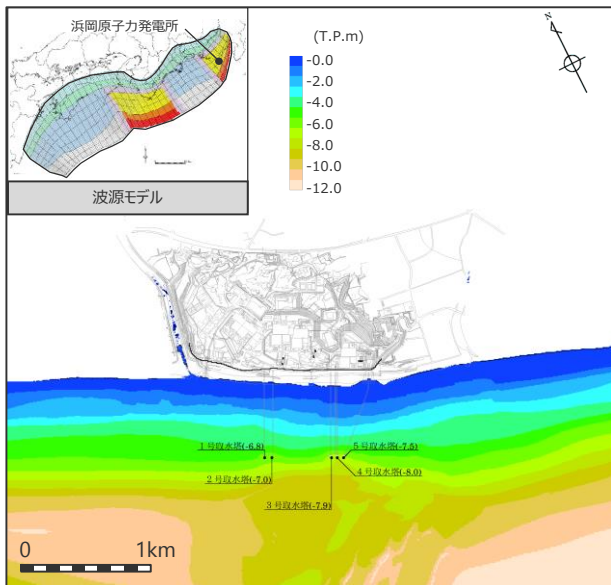 浜岡原子力発電所
波源モデル
(T.P.m)
-0.0
-2.0
-4.0
-6.0
-8.0
-10.0
-12.0
N
1号取水塔(-6.8)
2号取水塔(-7.0)
3号取水塔(-7.9)
4号取水塔(-8.0)
5号取水塔(-7.5)
0 1km